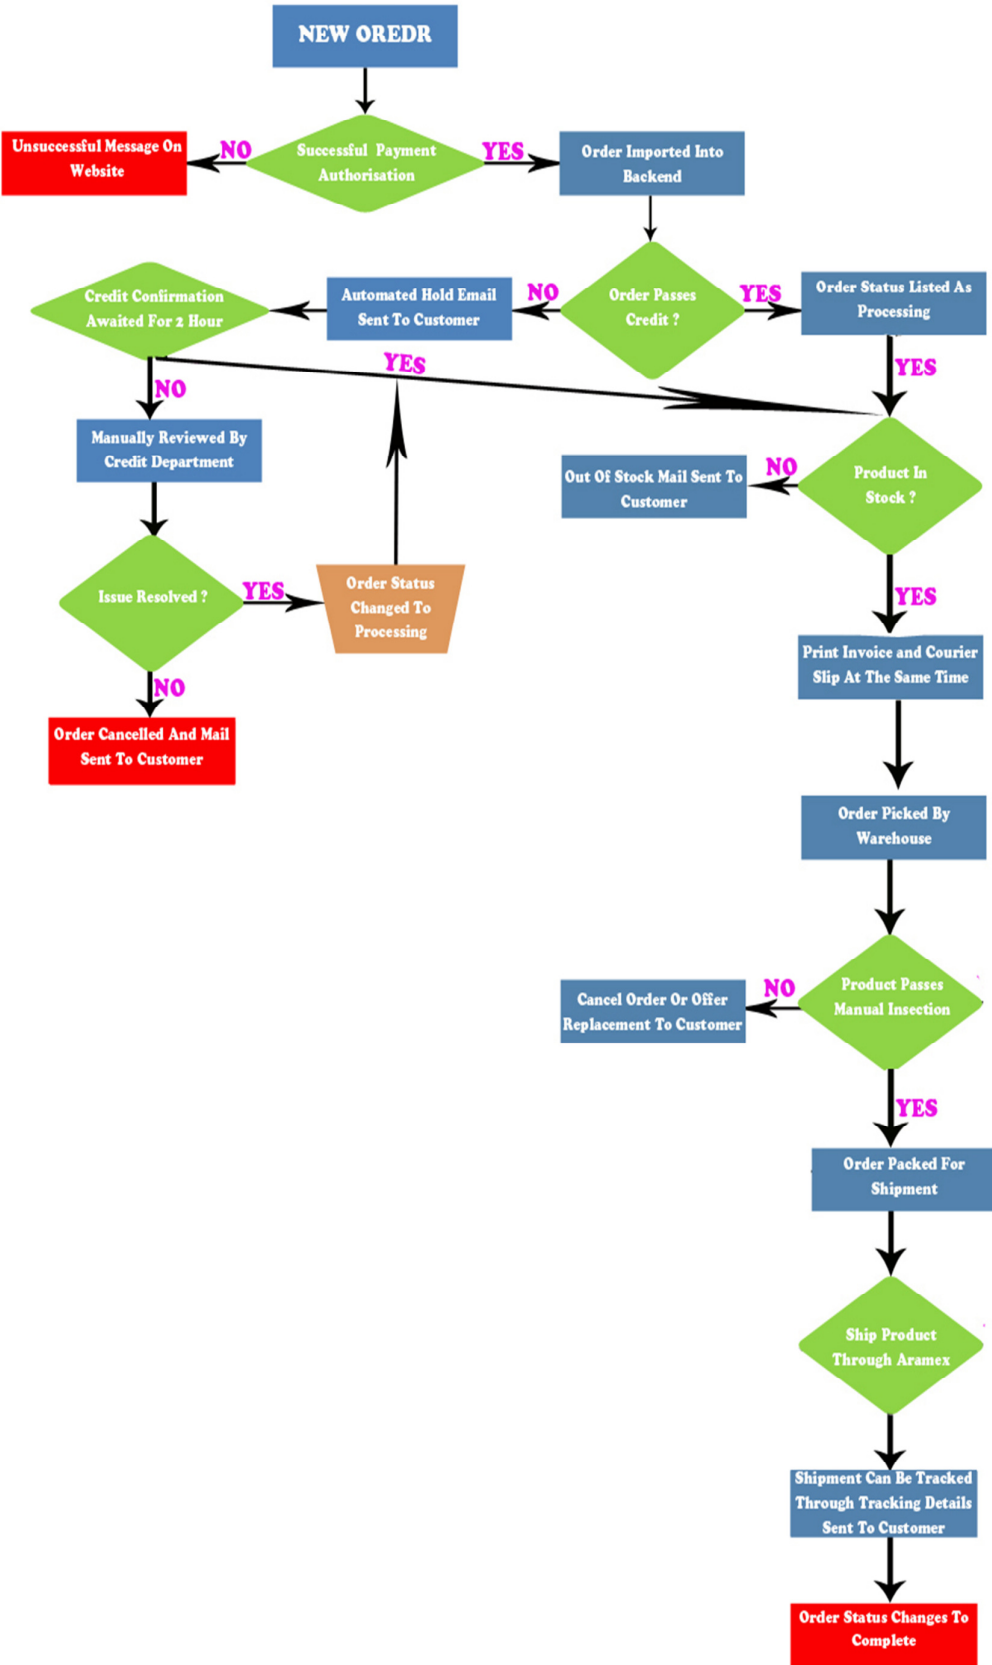 NEW OREDR
Successful Payment
Authorisation
NO
YES
Unsuccessful Message On
Website
Order Imported Into
Backend
Order Passes
Credit ?
NO
YES
Automated Hold Email
Sent To Customer
Order Status Listed As
Processing
Credit Confirmation
Awaited For 2 Hour
YES
NO
YES
Manually Reviewed By
Credit Department
Product In
Stock ?
NO
Out Of Stock Mail Sent To
Customer
Issue Resolved ?
YES
Order Status
Changed To
Processing
YES
NO
Order Cancelled And Mail
Sent To Customer
Print Invoice and Courier
Slip At The Same Time
Order Picked By
Warehouse
Product Passes
Manual Insection
NO
Cancel Order Or Offer
Replacement To Customer
YES
Order Packed For
Shipment
Ship Product
Through Aramex
Shipment Can Be Tracked
Through Tracking Details
Sent To Customer
Order Status Changes To
Complete